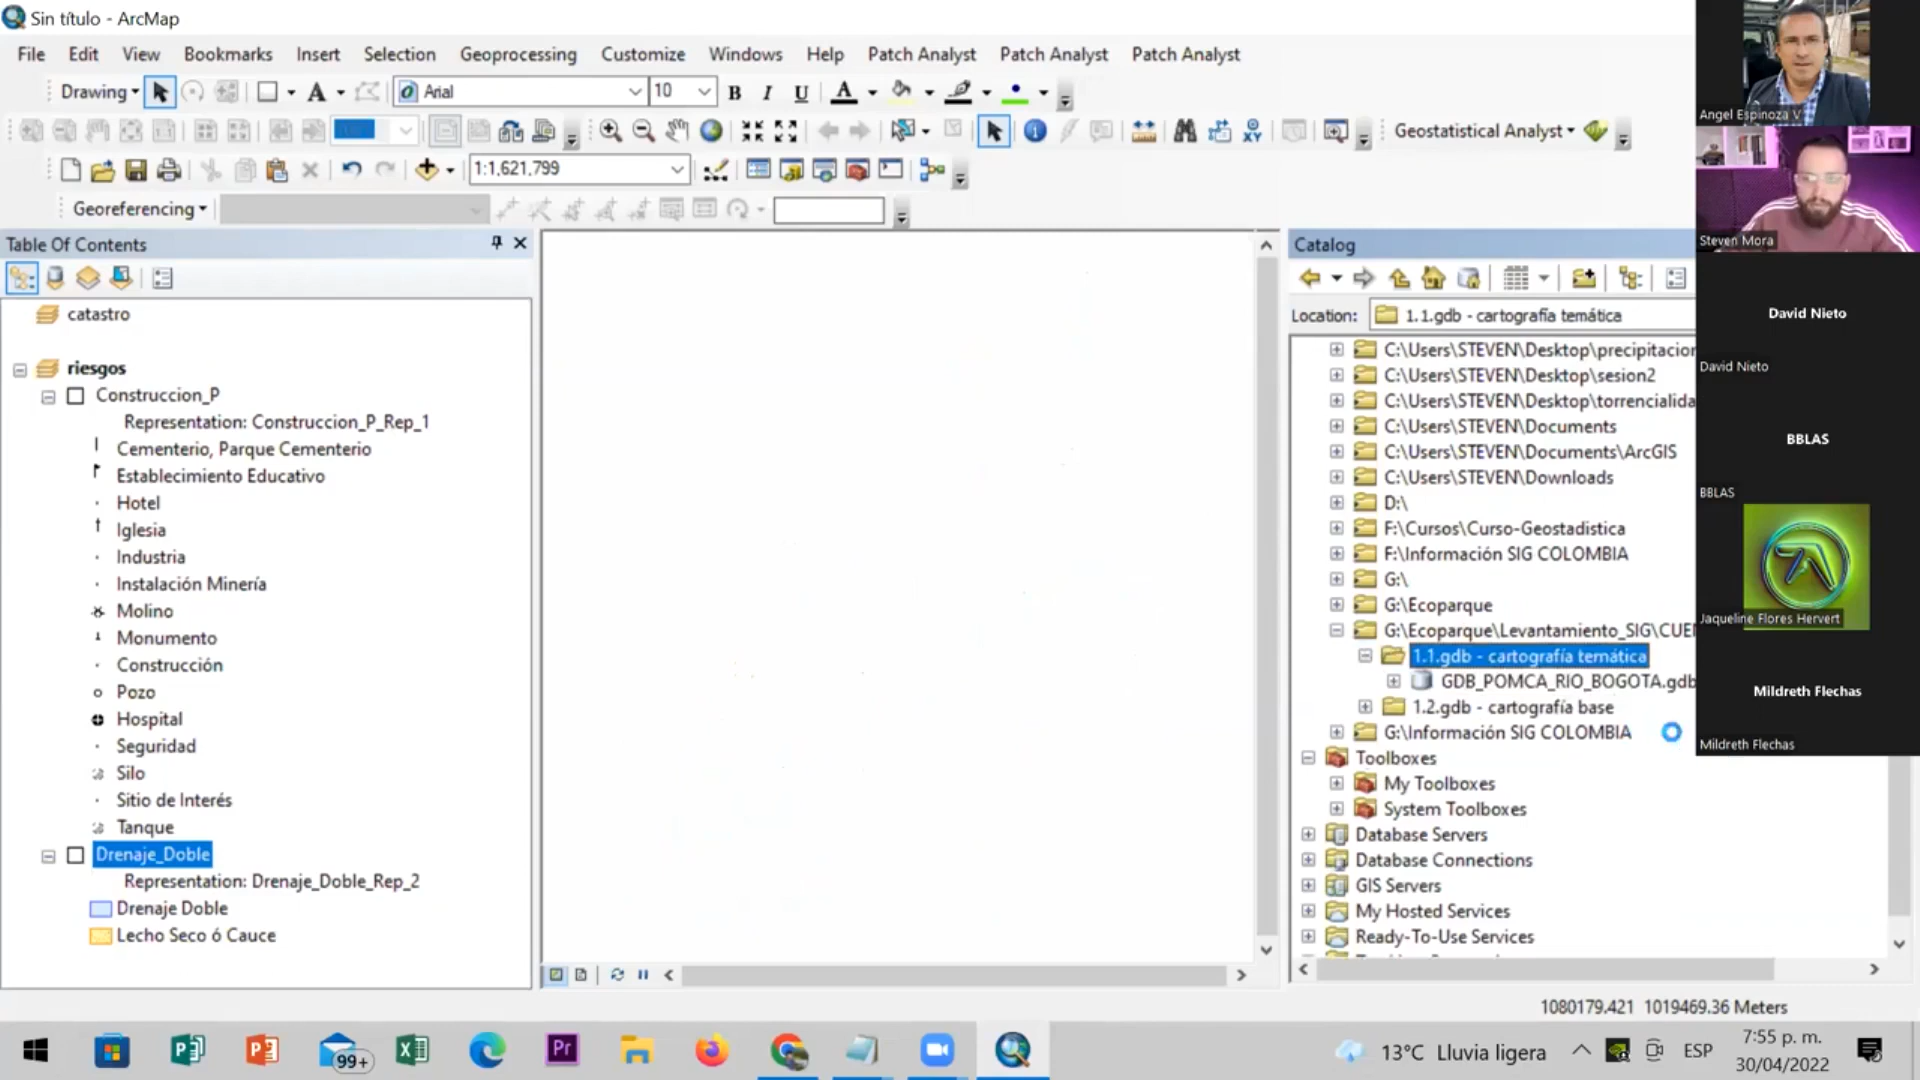 Sin título - ArcMap
File Edit View Bookmarks Insert Selection Geoprocessing Customize Windows Help Patch Analyst Patch Analyst Patch Analyst
Drawing Arial 10 B I U A
Geostatistical Analyst
1:1,621,799
Georeferencing
Table Of Contents
catastro
riesgos
Construccion_P
Representation: Construccion_P_Rep_1
Cementerio, Parque Cementerio
Establecimiento Educativo
Hotel
Iglesia
Industria
Instalación Minería
Molino
Monumento
Construcción
Pozo
Hospital
Seguridad
Silo
Sitio de Interés
Tanque
Drenaje_Doble
Representation: Drenaje_Doble_Rep_2
Drenaje Doble
Lecho Seco ó Cauce
Catalog
Location: 1.1.gdb - cartografía temática
C:\Users\STEVEN\Desktop\precipitacion
C:\Users\STEVEN\Desktop\sesion2
C:\Users\STEVEN\Desktop\torrencialida
C:\Users\STEVEN\Documents
C:\Users\STEVEN\Documents\ArcGIS
C:\Users\STEVEN\Downloads
D:\
F:\Cursos\Curso-Geostadistica
F:\Información SIG COLOMBIA
G:\
G:\Ecoparque
G:\Ecoparque\Levantamiento_SIG\CUEN
1.1.gdb - cartografía temática
GDB_POMCA_RIO_BOGOTA.gdb
1.2.gdb - cartografía base
G:\Información SIG COLOMBIA
Toolboxes
My Toolboxes
System Toolboxes
Database Servers
Database Connections
GIS Servers
My Hosted Services
Ready-To-Use Services
Angel Espinoza V
Steven Mora
David Nieto
David Nieto
BBLAS
BBLAS
Jaqueline Flores Hervert
Mildreth Flechas
Mildreth Flechas
1080179.421 1019469.36 Meters
99+
Pr
13°C Lluvia ligera
ESP
7:55 p. m.
30/04/2022